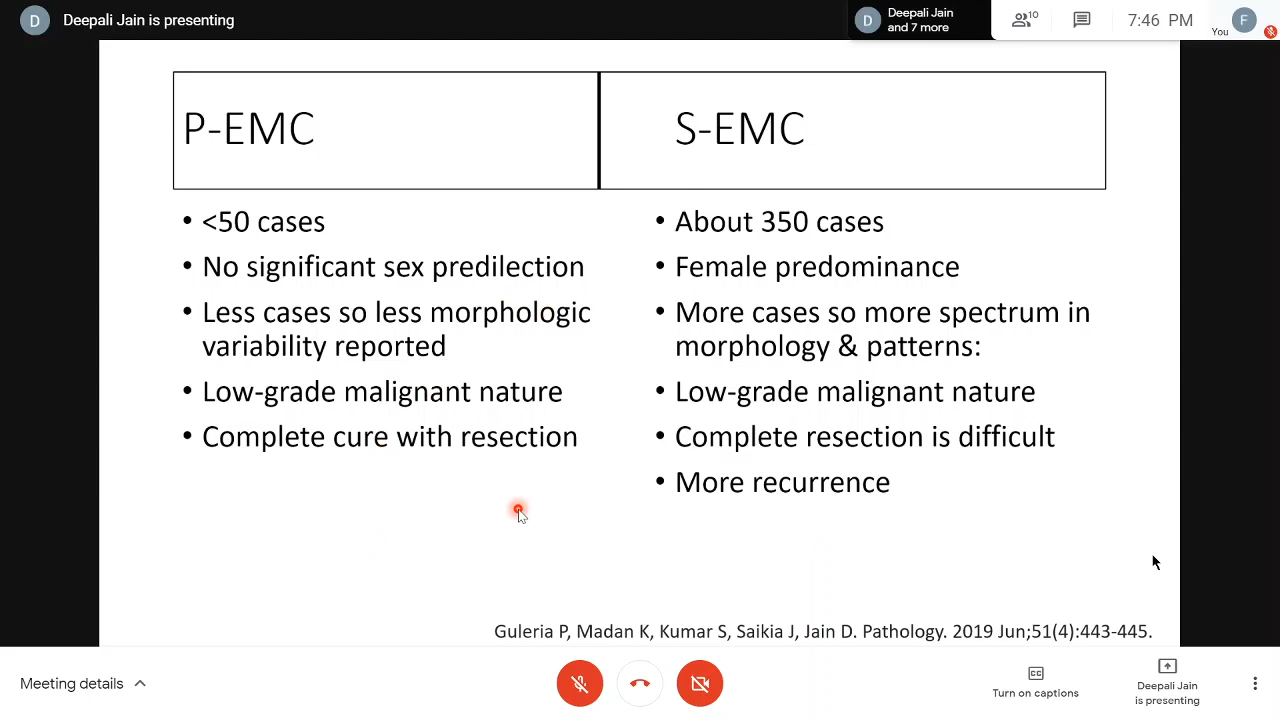 D
Deepali Jain is presenting
D
Deepali Jain
and 7 more
10
7:46 PM
You
F
P-EMC
S-EMC
• <50 cases
• No significant sex predilection
• Less cases so less morphologic
variability reported
• Low-grade malignant nature
• Complete cure with resection
• About 350 cases
• Female predominance
• More cases so more spectrum in
morphology & patterns:
• Low-grade malignant nature
• Complete resection is difficult
• More recurrence
Guleria P, Madan K, Kumar S, Saikia J, Jain D. Pathology. 2019 Jun;51(4):443-445.
Meeting details
CC
Turn on captions
Deepali Jain
is presenting